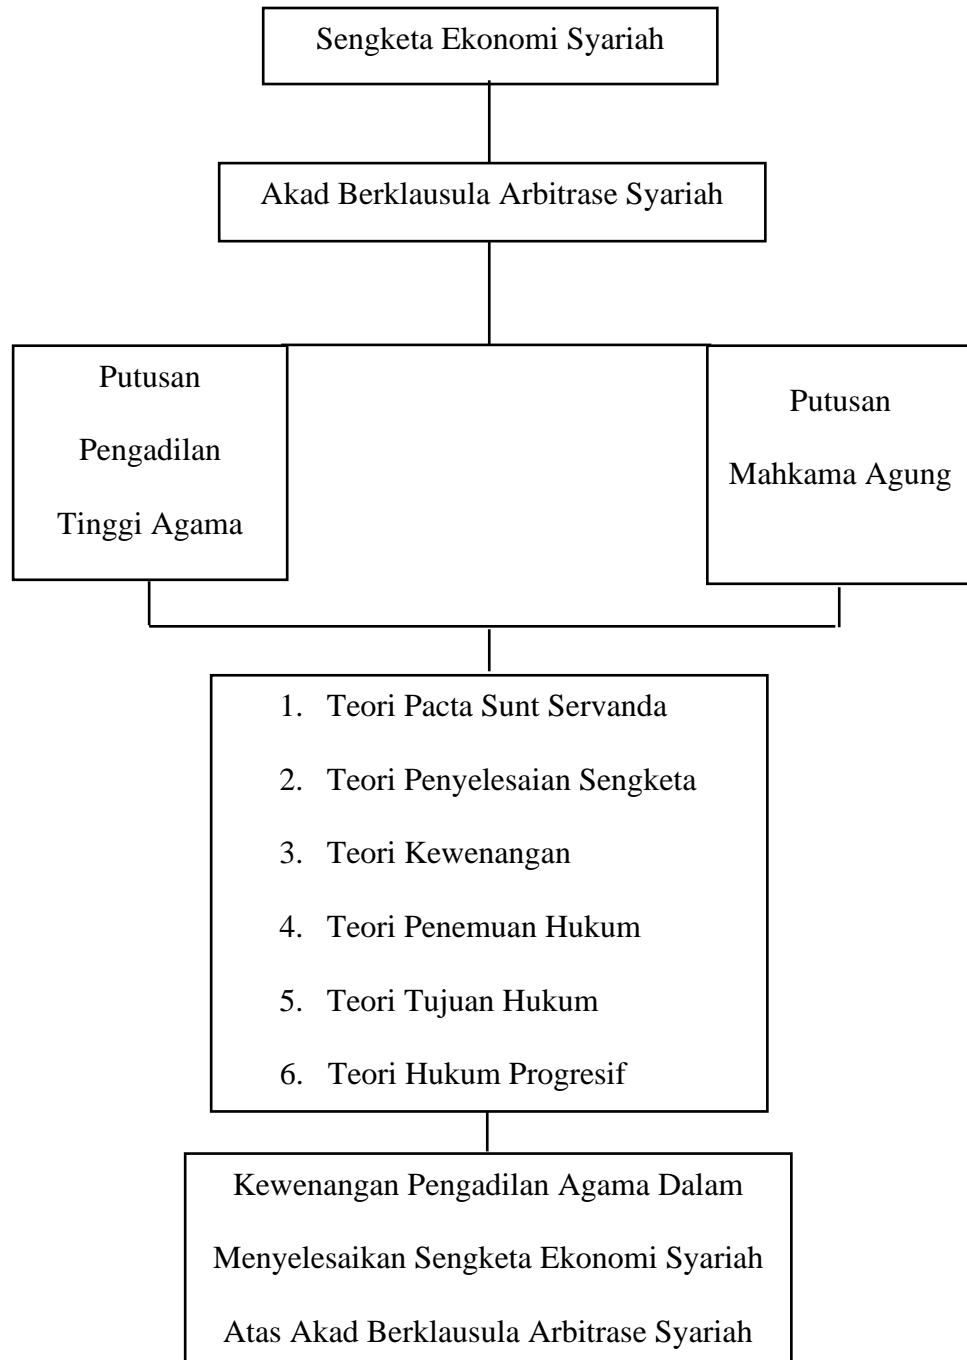 Sengketa Ekonomi Syariah
Akad Berklausula Arbitrase Syariah
Putusan
Pengadilan
Tinggi Agama
Putusan
Mahkama Agung
1. Teori Pacta Sunt Servanda
2. Teori Penyelesaian Sengketa
3. Teori Kewenangan
4. Teori Penemuan Hukum
5. Teori Tujuan Hukum
6. Teori Hukum Progresif
Kewenangan Pengadilan Agama Dalam
Menyelesaikan Sengketa Ekonomi Syariah
Atas Akad Berklausula Arbitrase Syariah